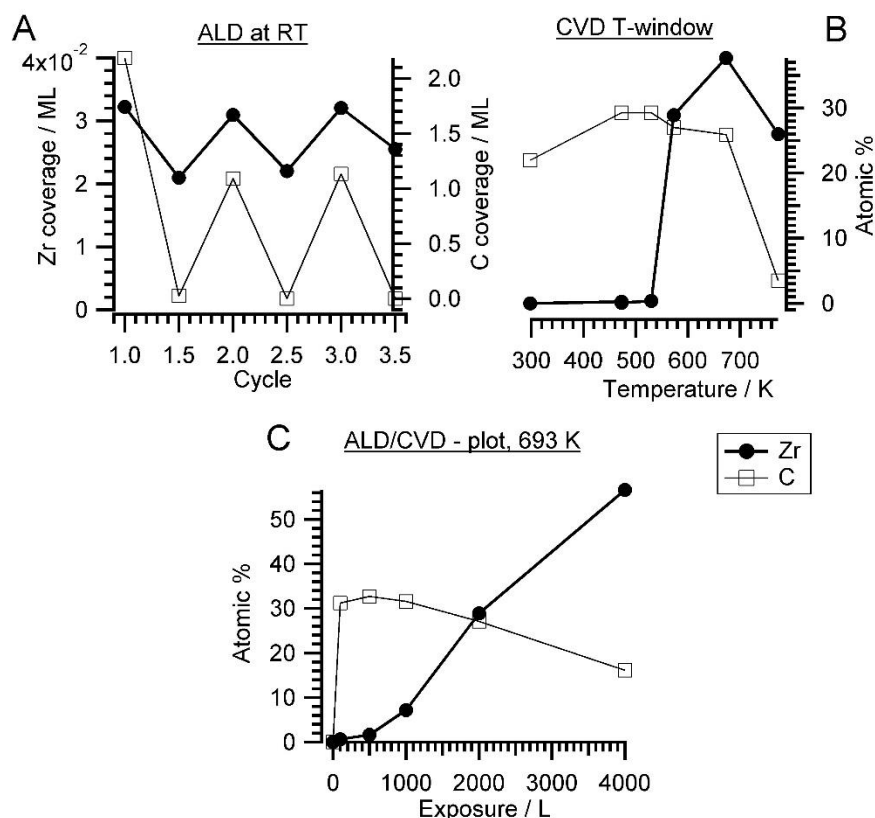 A
ALD at RT
4x10-2
3
2
1
0
Zr coverage / ML
2.0
1.5
1.0
0.5
0.0
C coverage / ML
1.0 1.5 2.0 2.5 3.0 3.5
Cycle
CVD T-window
B
30
20
10
0
Atomic %
300 400 500 600 700
Temperature / K
C
ALD/CVD - plot, 693 K
Zr
C
50
40
30
20
10
0
Atomic %
0 1000 2000 3000 4000
Exposure / L